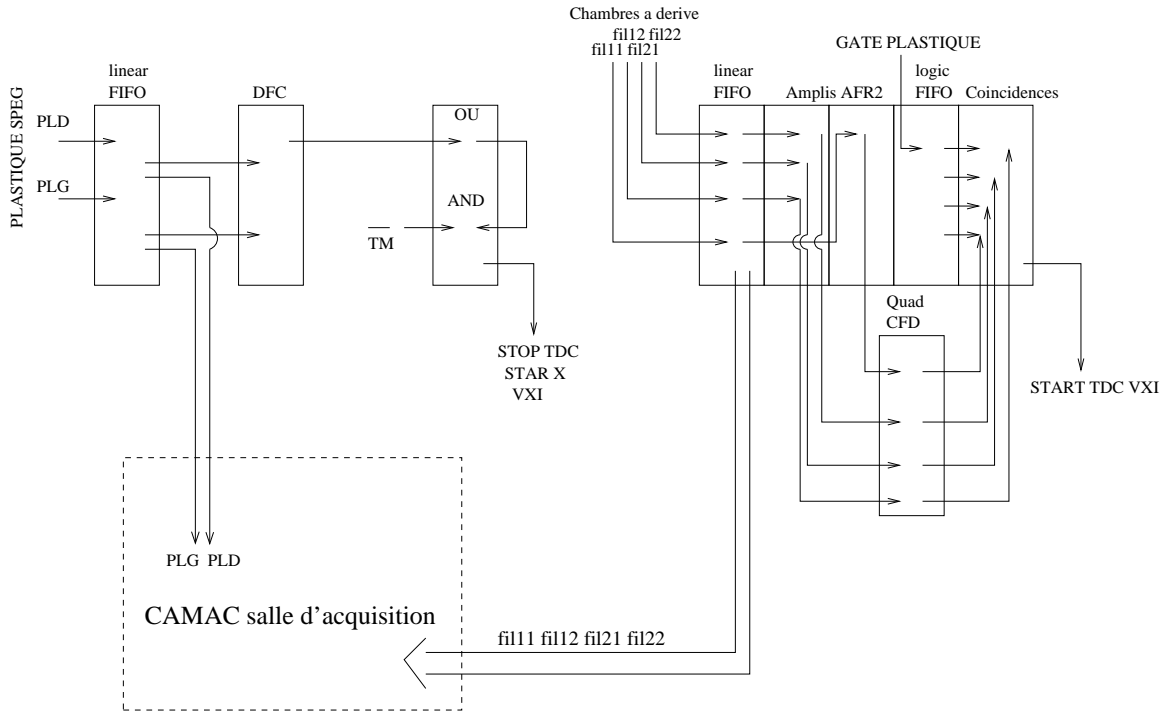 PLASTIQUE SPEG
PLD
PLG
linear
FIFO
DFC
OU
AND
TM
STOP TDC
STAR X
VXI
PLG PLD
CAMAC salle d'acquisition
fil11 fil12 fil21 fil22
Chambres a derive
fil12 fil22
fil11 fil21
linear
FIFO
Amplis AFR2
GATE PLASTIQUE
logic
FIFO
Coincidences
Quad
CFD
START TDC VXI